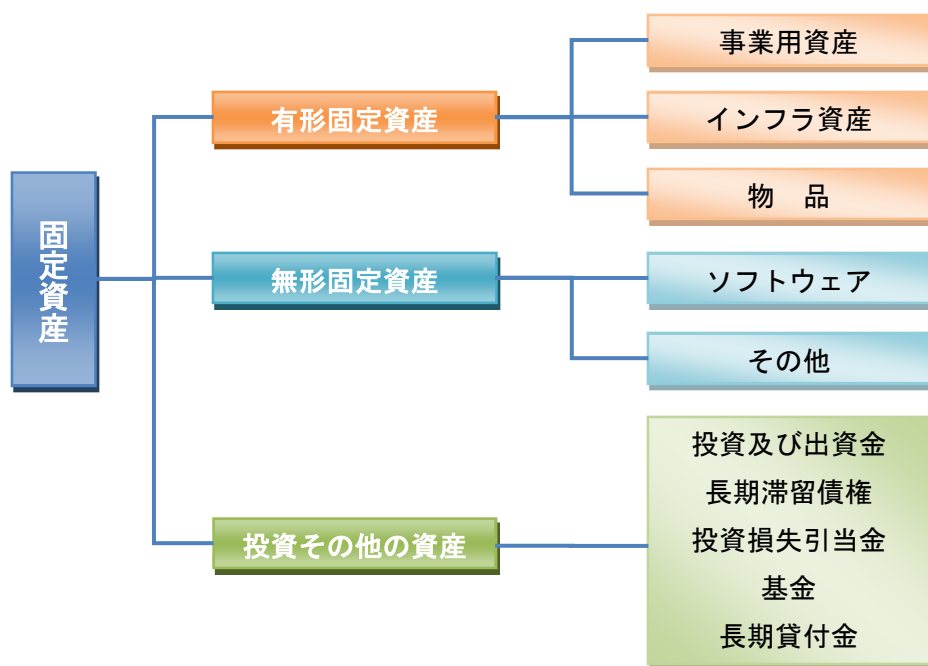 固定資産
有形固定資産
事業用資産
インフラ資産
物　品
無形固定資産
ソフトウェア
その他
投資その他の資産
投資及び出資金
長期滞留債権
投資損失引当金
基金
長期貸付金